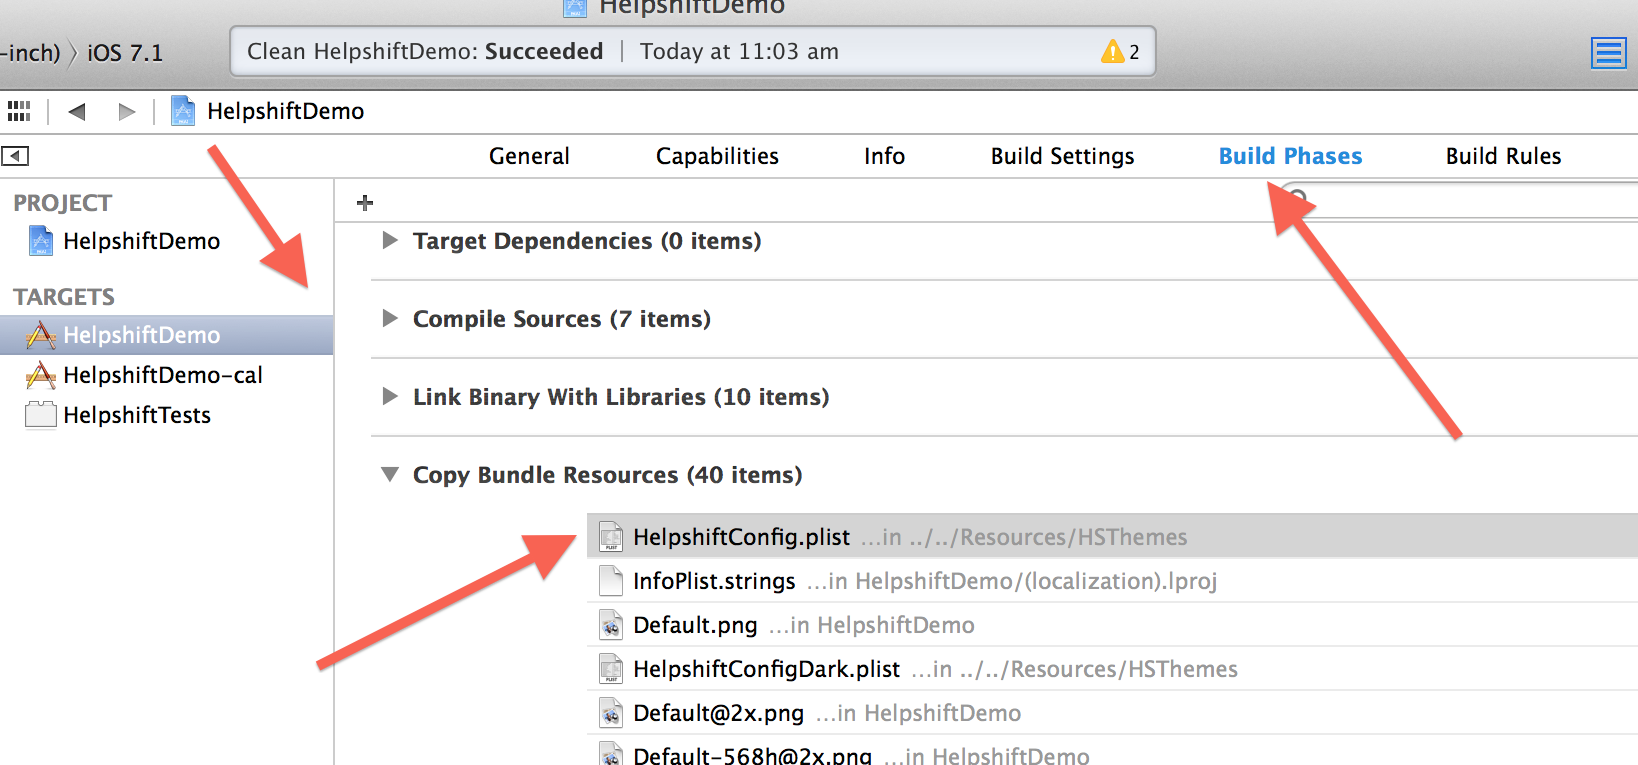 HelpshiftDemo
-inch) 〉 iOS 7.1
Clean HelpshiftDemo: Succeeded | Today at 11:03 am 2
HelpshiftDemo
General Capabilities Info Build Settings Build Phases Build Rules
PROJECT
HelpshiftDemo
TARGETS
HelpshiftDemo
HelpshiftDemo-cal
HelpshiftTests
+
Target Dependencies (0 items)
Compile Sources (7 items)
Link Binary With Libraries (10 items)
Copy Bundle Resources (40 items)
HelpshiftConfig.plist ...in ../../Resources/HSThemes
InfoPlist.strings ...in HelpshiftDemo/(localization).lproj
Default.png ...in HelpshiftDemo
HelpshiftConfigDark.plist ...in ../../Resources/HSThemes
Default@2x.png ...in HelpshiftDemo
Default-568h@2x.png ...in HelpshiftDemo